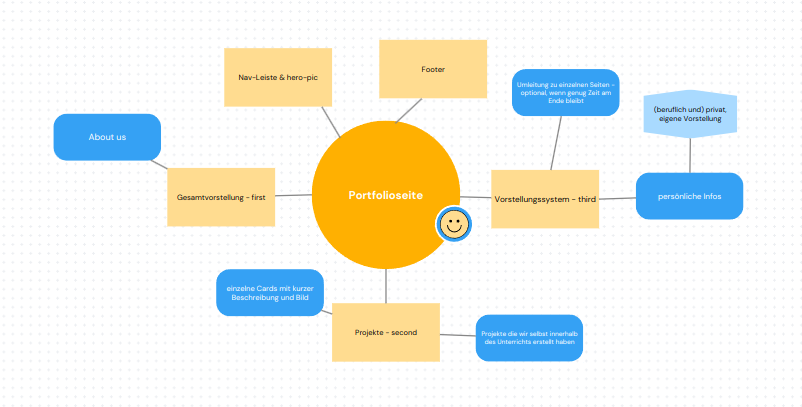 Nav-Leiste & hero-pic
Footer
Umleitung zu einzelnen Seiten -
optional, wenn genug Zeit am
Ende bleibt
(beruflich und) privat,
eigene Vorstellung
About us
Gesamtvorstellung - first
Portfolioseite
Vorstellungssystem - third
persönliche Infos
einzelne Cards mit kurzer
Beschreibung und Bild
Projekte - second
Projekte die wir selbst innerhalb
des Unterrichts erstellt haben